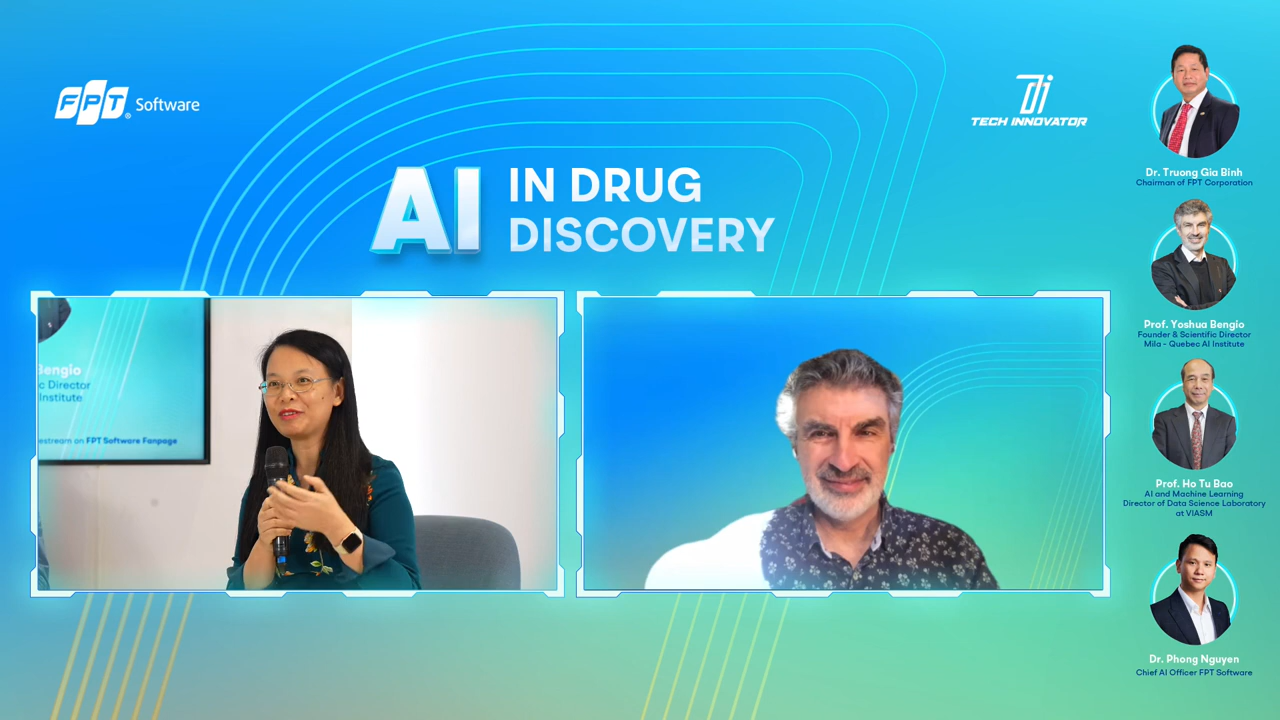 FPT Software
TECH INNOVATOR
AI IN DRUG
DISCOVERY
Bengio
c Director
Institute
estream on FPT Software Fanpage
Dr. Truong Gia Binh
Chairman of FPT Corporation
Prof. Yoshua Bengio
Founder & Scientific Director
Mila - Quebec AI Institute
Prof. Ho Tu Bao
AI and Machine Learning
Director of Data Science Laboratory
at VIASM
Dr. Phong Nguyen
Chief AI Officer FPT Software